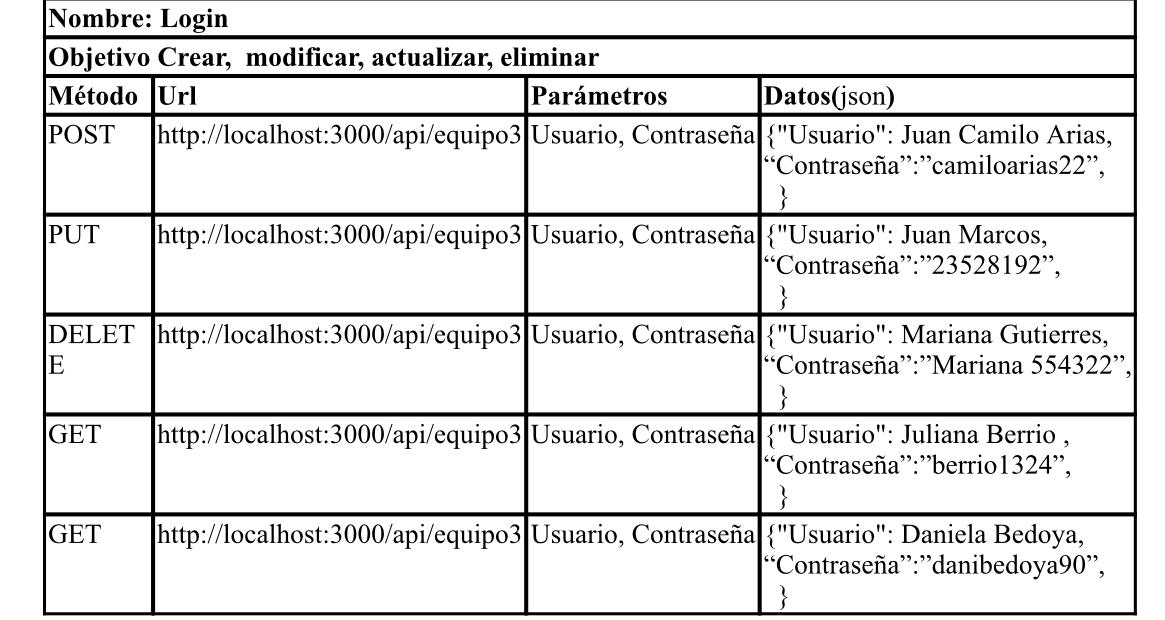 Nombre: Login
Objetivo Crear,  modificar, actualizar, eliminar
Método Url Parámetros Datos(json)
POST http://localhost:3000/api/equipo3 Usuario, Contraseña {"Usuario": Juan Camilo Arias,
“Contraseña”:”camiloarias22”,
}
PUT http://localhost:3000/api/equipo3 Usuario, Contraseña {"Usuario": Juan Marcos,
“Contraseña”:”23528192”,
}
DELET http://localhost:3000/api/equipo3 Usuario, Contraseña {"Usuario": Mariana Gutierres,
E “Contraseña”:”Mariana 554322”,
}
GET http://localhost:3000/api/equipo3 Usuario, Contraseña {"Usuario": Juliana Berrio ,
“Contraseña”:”berrio1324”,
}
GET http://localhost:3000/api/equipo3 Usuario, Contraseña {"Usuario": Daniela Bedoya,
“Contraseña”:”danibedoya90”,
}